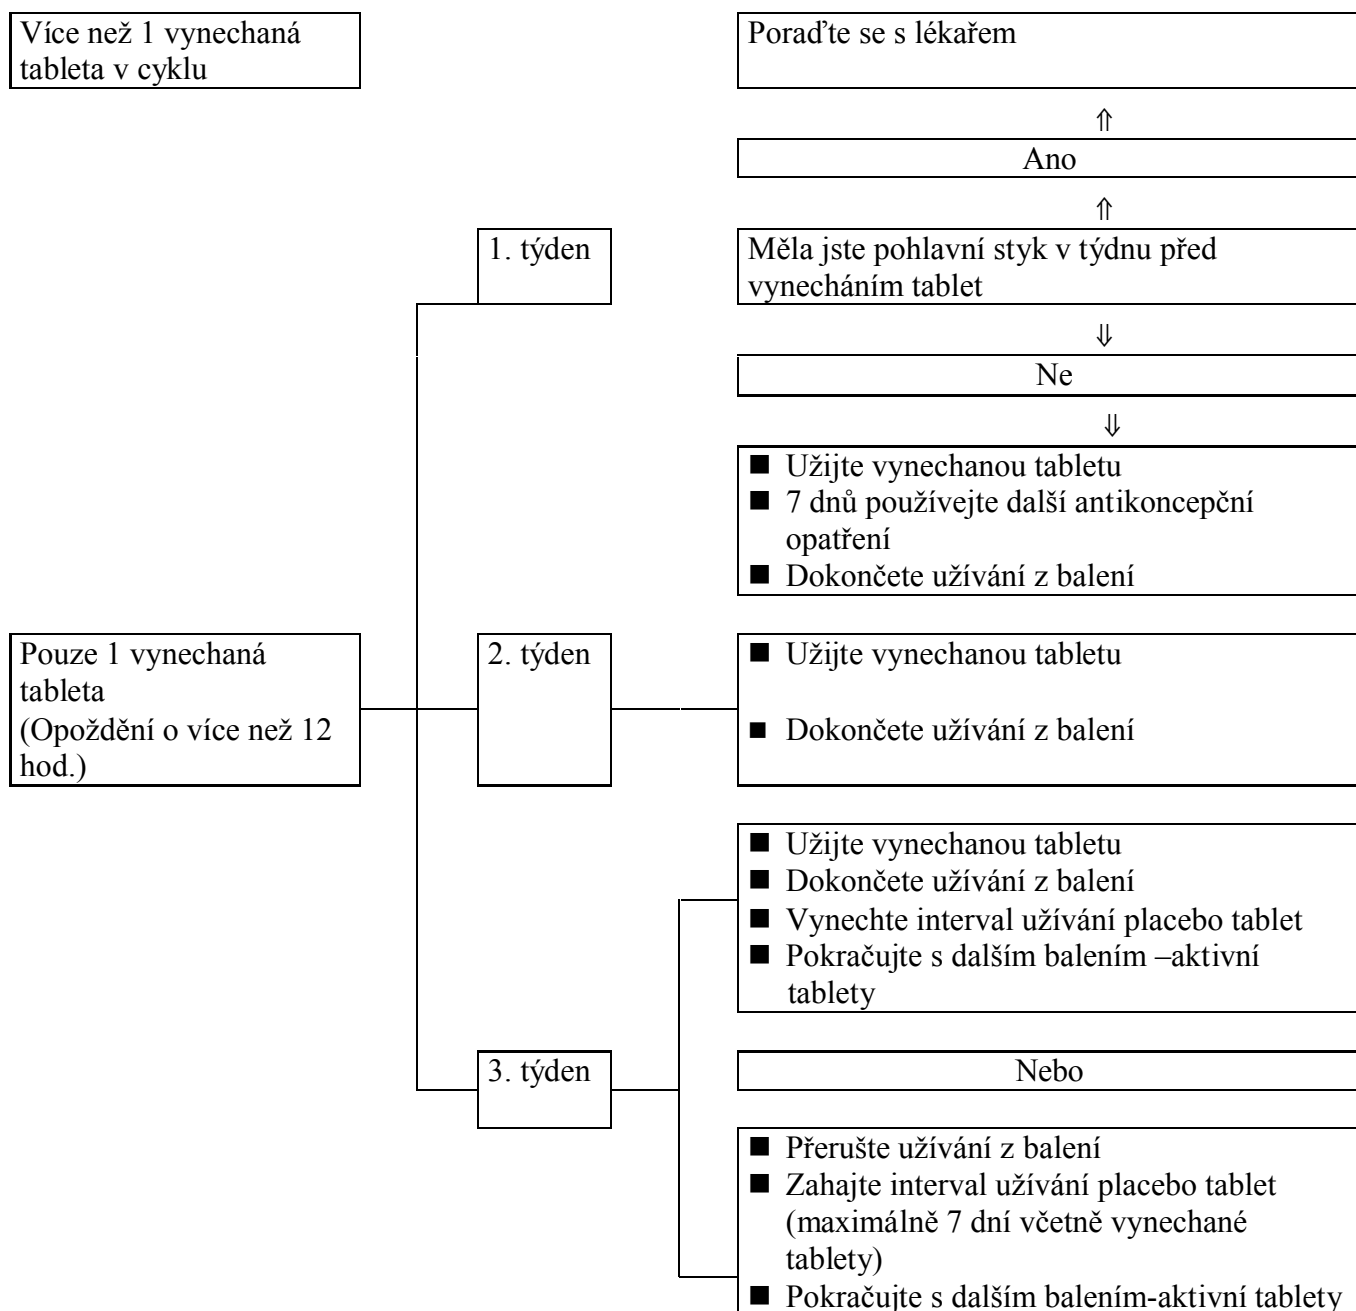 Více než 1 vynechaná
tableta v cyklu
Poraďte se s lékařem
⇑
Ano
⇑
1. týden
Měla jste pohlavní styk v týdnu před
vynecháním tablet
⇓
Ne
⇓
■ Užijte vynechanou tabletu
■ 7 dnů používejte další antikoncepční
opatření
■ Dokončete užívání z balení
Pouze 1 vynechaná
tableta
(Opoždění o více než 12
hod.)
2. týden
■ Užijte vynechanou tabletu
■ Dokončete užívání z balení
■ Užijte vynechanou tabletu
■ Dokončete užívání z balení
■ Vynechte interval užívání placebo tablet
■ Pokračujte s dalším balením –aktivní
tablety
3. týden
Nebo
■ Přerušte užívání z balení
■ Zahajte interval užívání placebo tablet
(maximálně 7 dní včetně vynechané
tablety)
■ Pokračujte s dalším balením-aktivní tablety